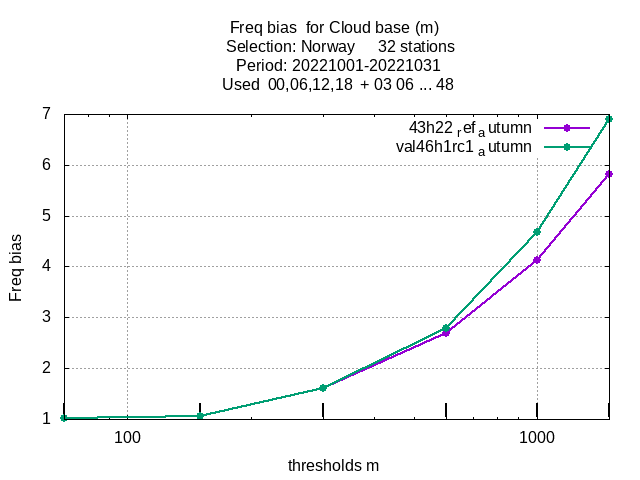 Freq bias  for Cloud base (m)
Selection: Norway     32 stations
Period: 20221001-20221031
Used  00,06,12,18  + 03 06 ... 48
7
6
5
4
3
2
1
Freq bias
43h22 ref autumn
val46h1rc1 autumn
100
1000
thresholds m